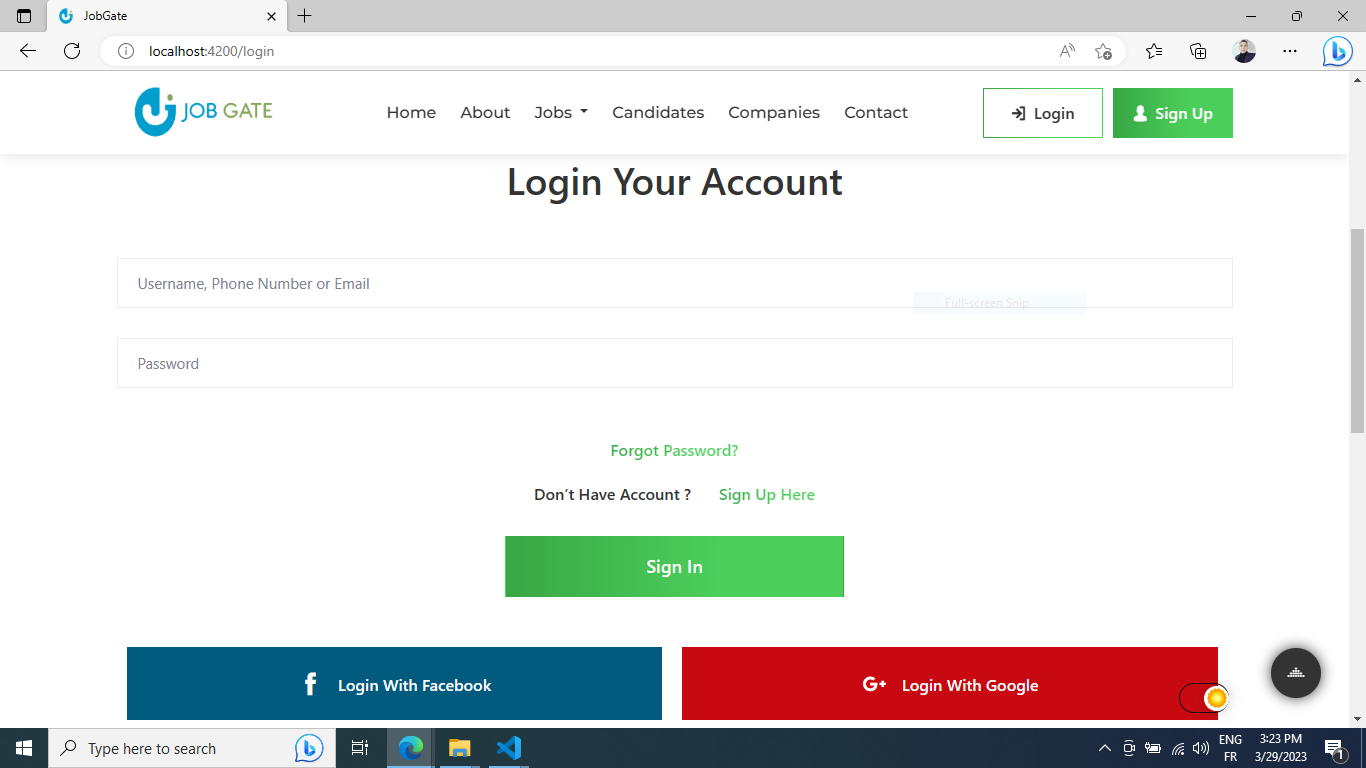 JobGate
localhost:4200/login
JOB GATE
Home About Jobs Candidates Companies Contact Login Sign Up
Login Your Account
Username, Phone Number or Email
Full-screen Snip
Password
Forgot Password?
Don't Have Account ? Sign Up Here
Sign In
Login With Facebook
G+ Login With Google
Type here to search
ENG
FR
3:23 PM
3/29/2023
1